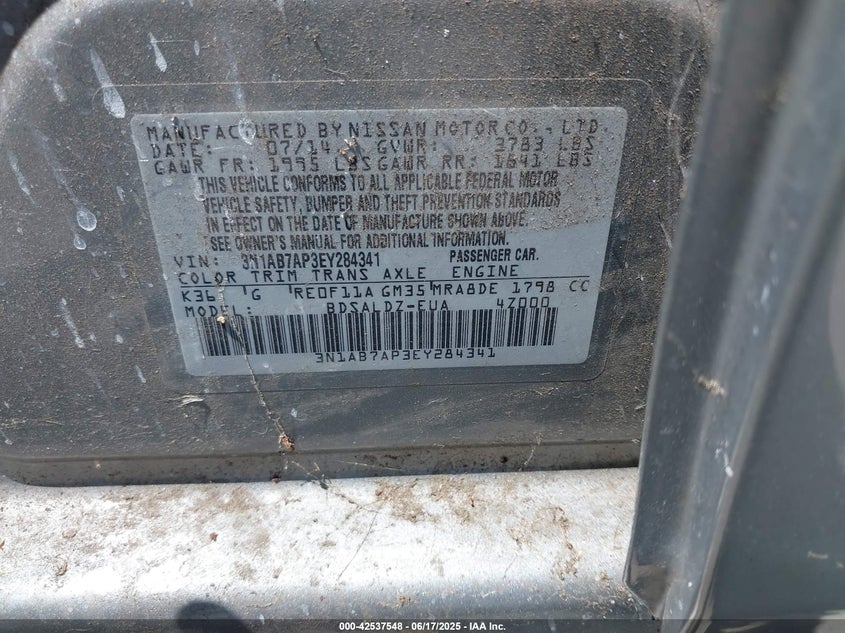 MANUFACTURED BY NISSAN MOTOR CO., LTD.
DATE: 07/14 GVWR: 3783 LBS
GAWR FR: 1995 LBS GAWR RR: 1641 LBS
THIS VEHICLE CONFORMS TO ALL APPLICABLE FEDERAL MOTOR
VEHICLE SAFETY, BUMPER AND THEFT PREVENTION STANDARDS
IN EFFECT ON THE DATE OF MANUFACTURE SHOWN ABOVE.
SEE OWNER'S MANUAL FOR ADDITIONAL INFORMATION.
VIN: 3N1AB7AP3EY284341 PASSENGER CAR.
COLOR TRIM TRANS AXLE ENGINE
K36 G RE0F11A GM35 MRA8DE 1798 CC
MODEL: BDSALDZ-EUA 4Z000
3N1AB7AP3EY284341
000-42537548 - 06/17/2025 - IAA Inc.